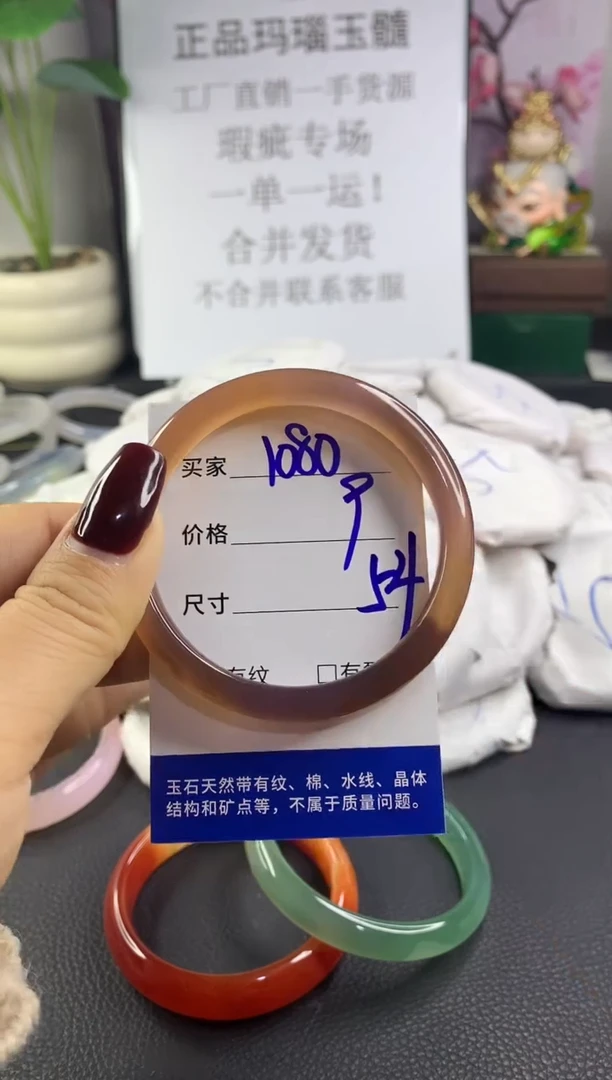 正品玛瑙玉髓
工厂直销一手货源
瑕疵专场
一单一运！
合并发货
不合并联系客服
买家 1080
价格 9
尺寸 54
有纹 □有
玉石天然带有纹、棉、水线、晶体
结构和矿点等，不属于质量问题。